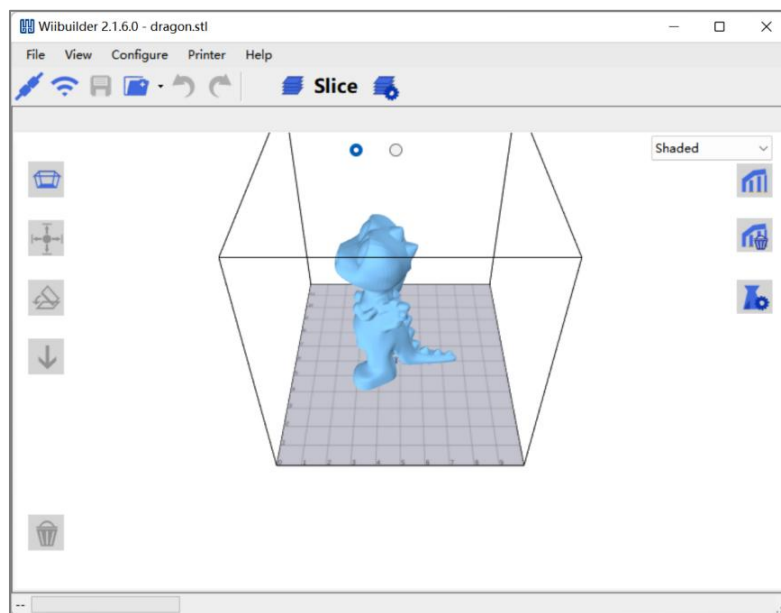 Wiibuilder 2.1.6.0 - dragon.stl
File View Configure Printer Help
Slice
Shaded
--